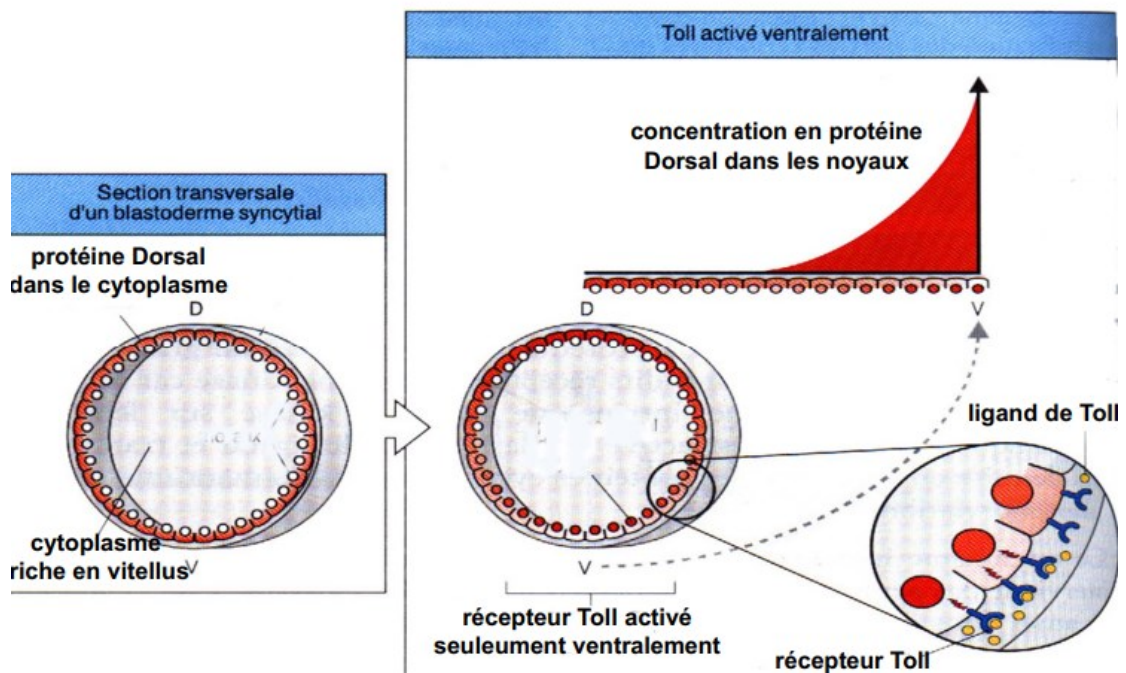 Toll activé ventralement
concentration en protéine
Dorsal dans les noyaux
Section transversale
d'un blastoderme syncytial
protéine Dorsal
dans le cytoplasme
D
cytoplasme
riche en vitellus
V
D
V
ligand de Toll
V
récepteur Toll activé
seuleument ventralement
récepteur Toll